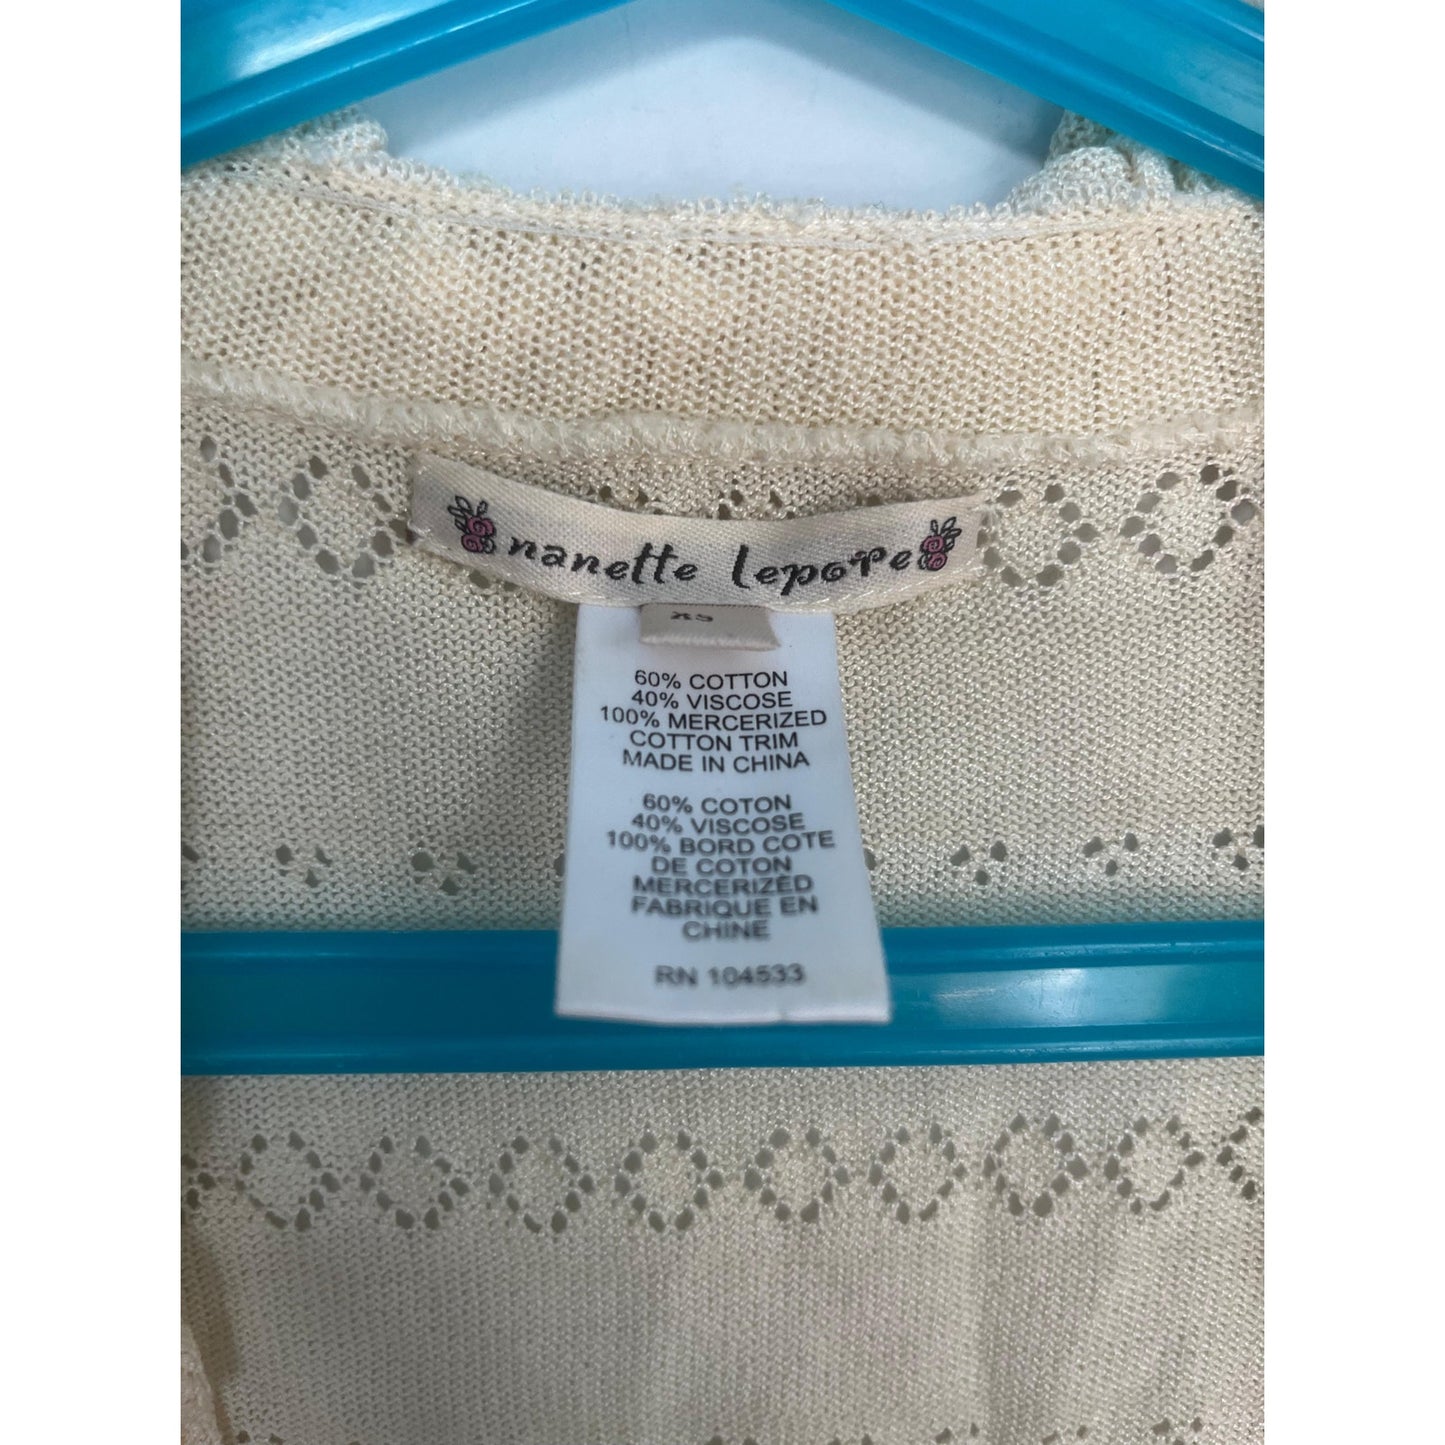 nanette lepore
XS
60% COTTON
40% VISCOSE
100% MERCERIZED
COTTON TRIM
MADE IN CHINA
60% COTON
40% VISCOSE
100% BORD COTE
DE COTON
MERCERIZÉD
FABRIQUE EN
CHINE
RN 104533